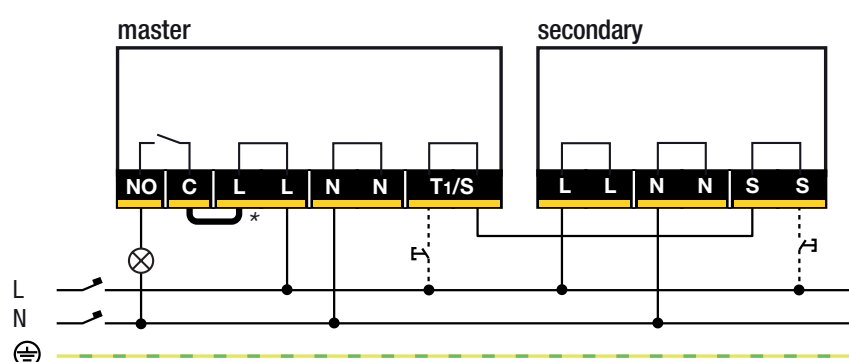 master
secondary
NO C L L N N T1/S
L L N N S S
*
L
N